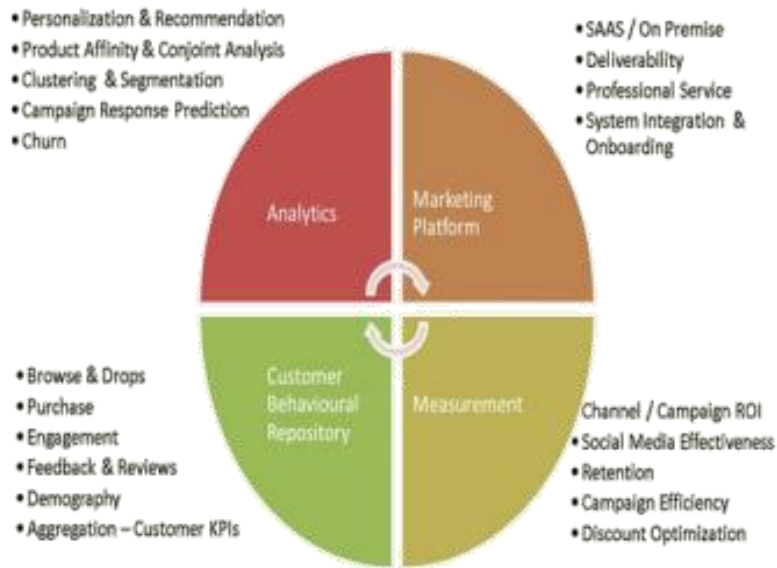 • Personalization & Recommendation
• Product Affinity & Conjoint Analysis
• Clustering & Segmentation
• Campaign Response Prediction
• Churn
• SAAS / On Premise
• Deliverability
• Professional Service
• System Integration &
Onboarding
Analytics
Marketing
Platform
Customer
Behavioural
Repository
Measurement
• Browse & Drops
• Purchase
• Engagement
• Feedback & Reviews
• Demography
• Aggregation – Customer KPIs
Channel / Campaign ROI
• Social Media Effectiveness
• Retention
• Campaign Efficiency
• Discount Optimization